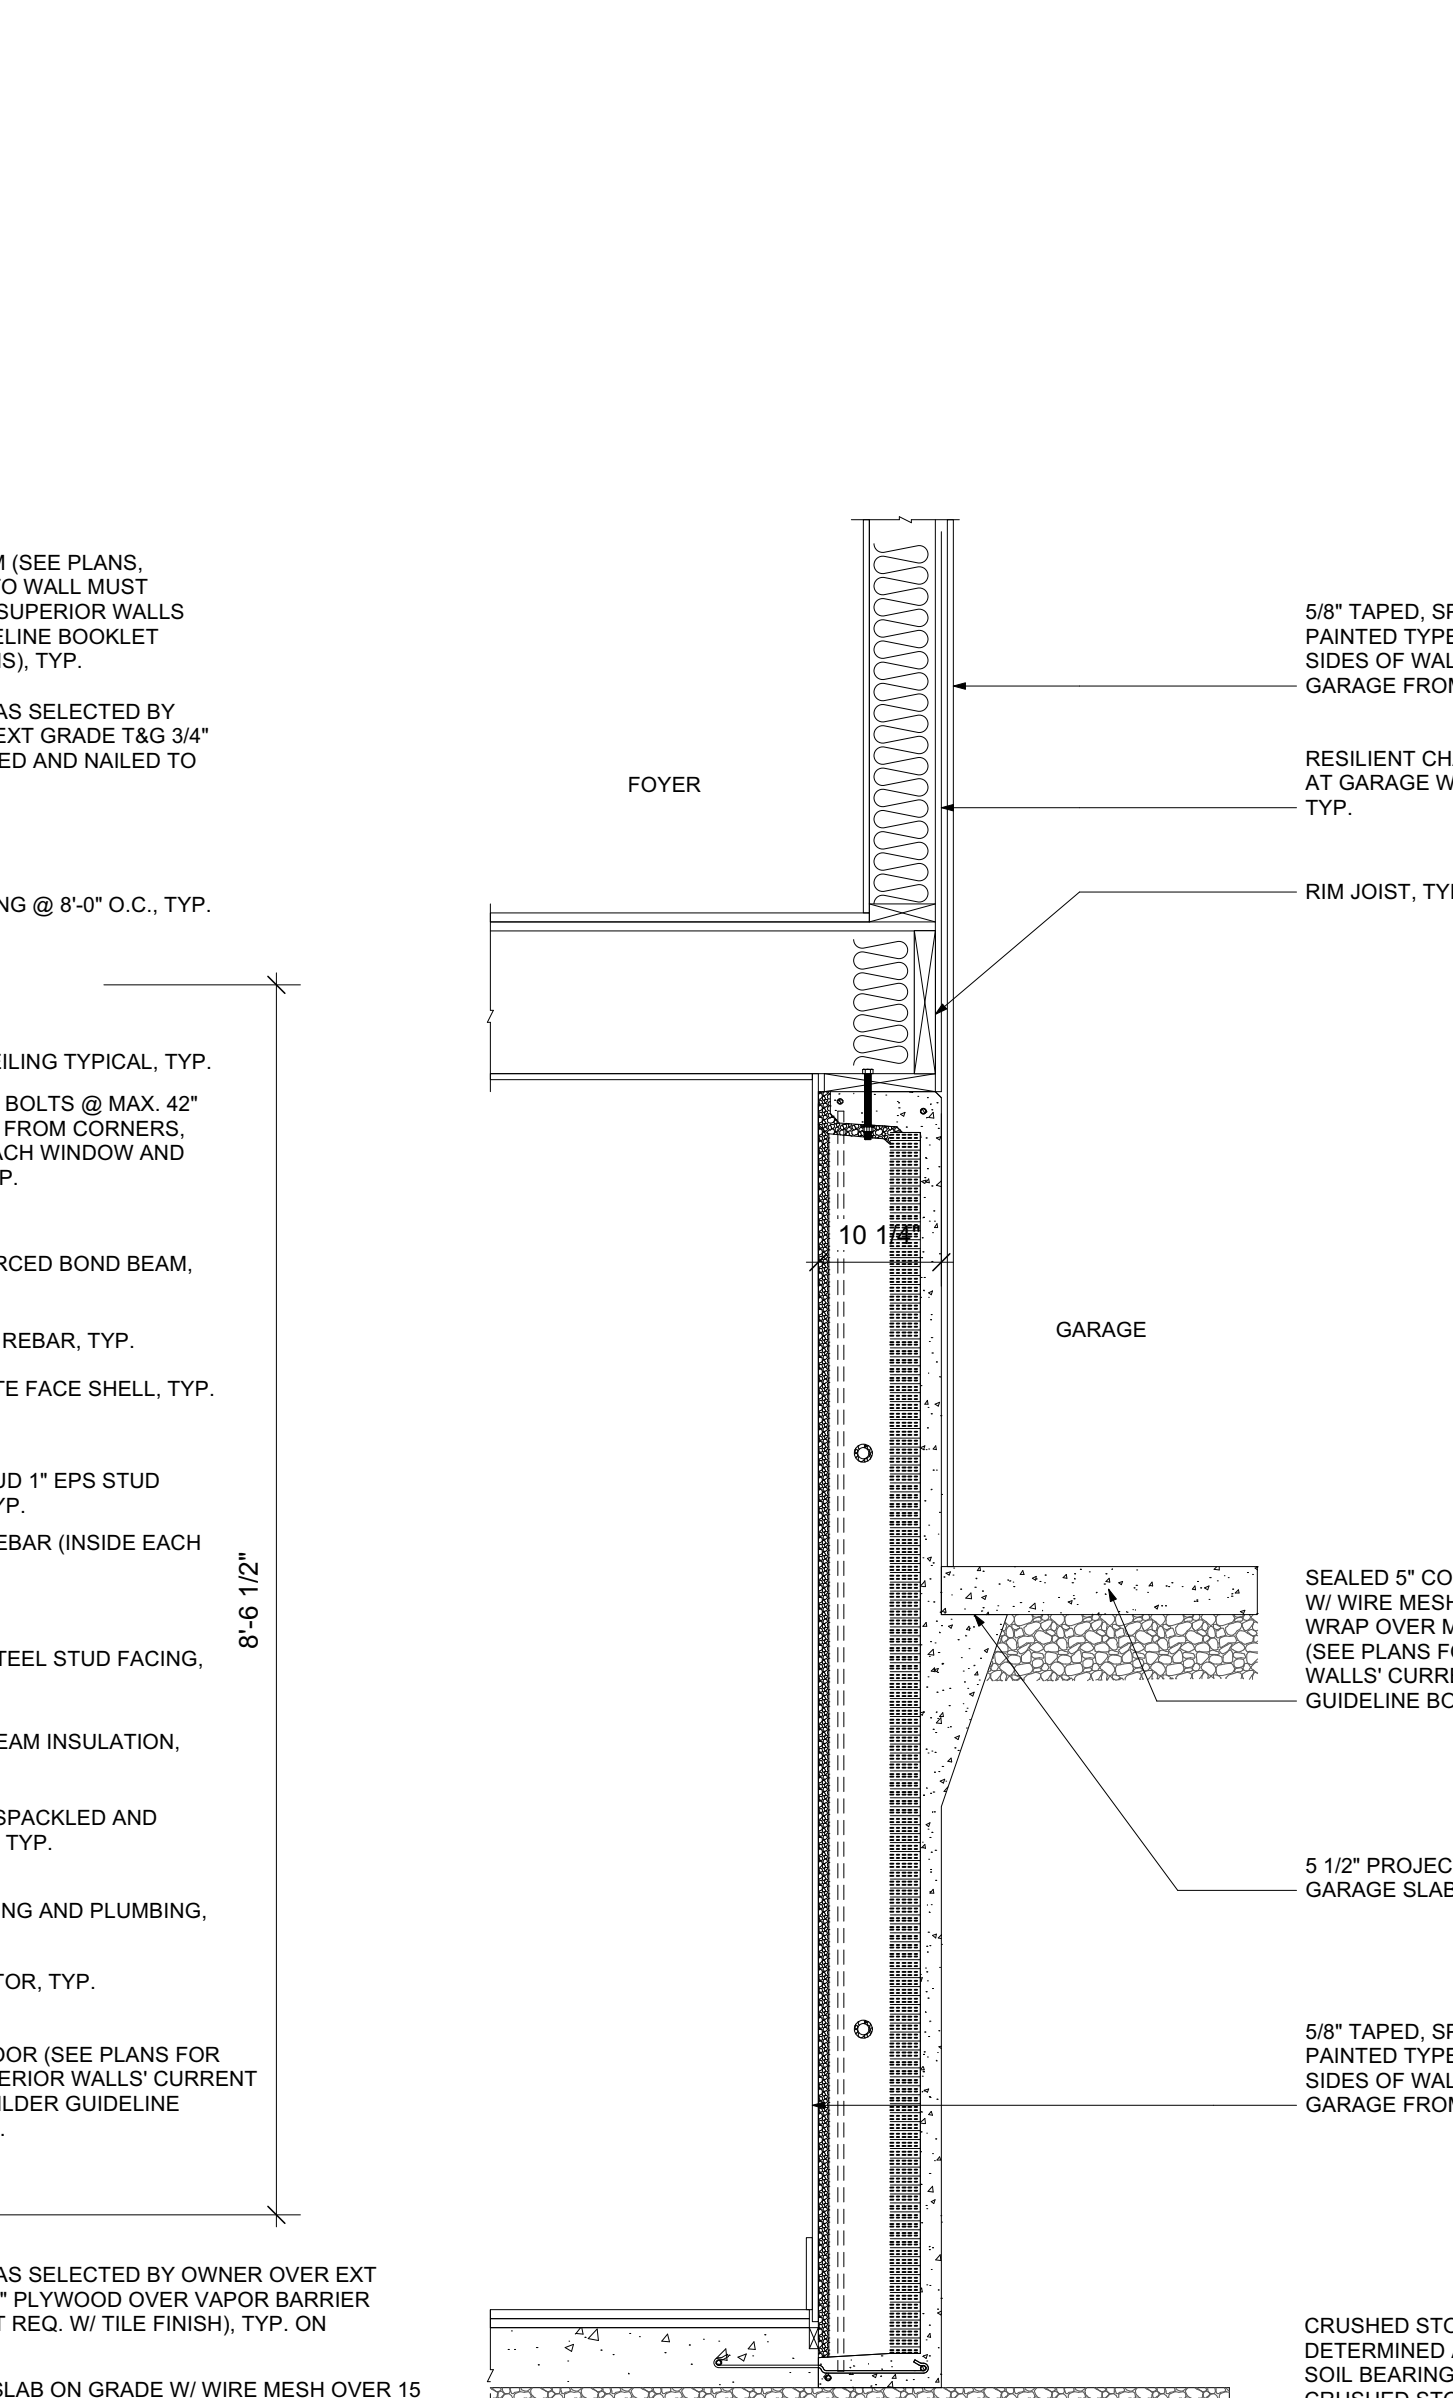 M (SEE PLANS,
TO WALL MUST
SUPERIOR WALLS
ELINE BOOKLET
NS), TYP.
AS SELECTED BY
EXT GRADE T&G 3/4"
ED AND NAILED TO
NG @ 8'-0" O.C., TYP.
EILING TYPICAL, TYP.
BOLTS @ MAX. 42"
FROM CORNERS,
ACH WINDOW AND
P.
RCED BOND BEAM,
REBAR, TYP.
TE FACE SHELL, TYP.
UD 1" EPS STUD
YP.
EBAR (INSIDE EACH
8'-6 1/2"
TEEL STUD FACING,
EAM INSULATION,
SPACKLED AND
TYP.
NG AND PLUMBING,
TOR, TYP.
OOR (SEE PLANS FOR
ERIOR WALLS' CURRENT
ILDER GUIDELINE
.
AS SELECTED BY OWNER OVER EXT
" PLYWOOD OVER VAPOR BARRIER
T REQ. W/ TILE FINISH), TYP. ON
SLAB ON GRADE W/ WIRE MESH OVER 15
FOYER
10 1/4"
GARAGE
5/8" TAPED, SP
PAINTED TYPE
SIDES OF WAL
GARAGE FROM
RESILIENT CHA
AT GARAGE W
TYP.
RIM JOIST, TYP
SEALED 5" CO
W/ WIRE MESH
WRAP OVER M
(SEE PLANS FO
WALLS' CURRE
GUIDELINE BO
5 1/2" PROJEC
GARAGE SLAB
5/8" TAPED, SP
PAINTED TYPE
SIDES OF WAL
GARAGE FROM
CRUSHED STO
DETERMINED A
SOIL BEARING
CRUSHED STO